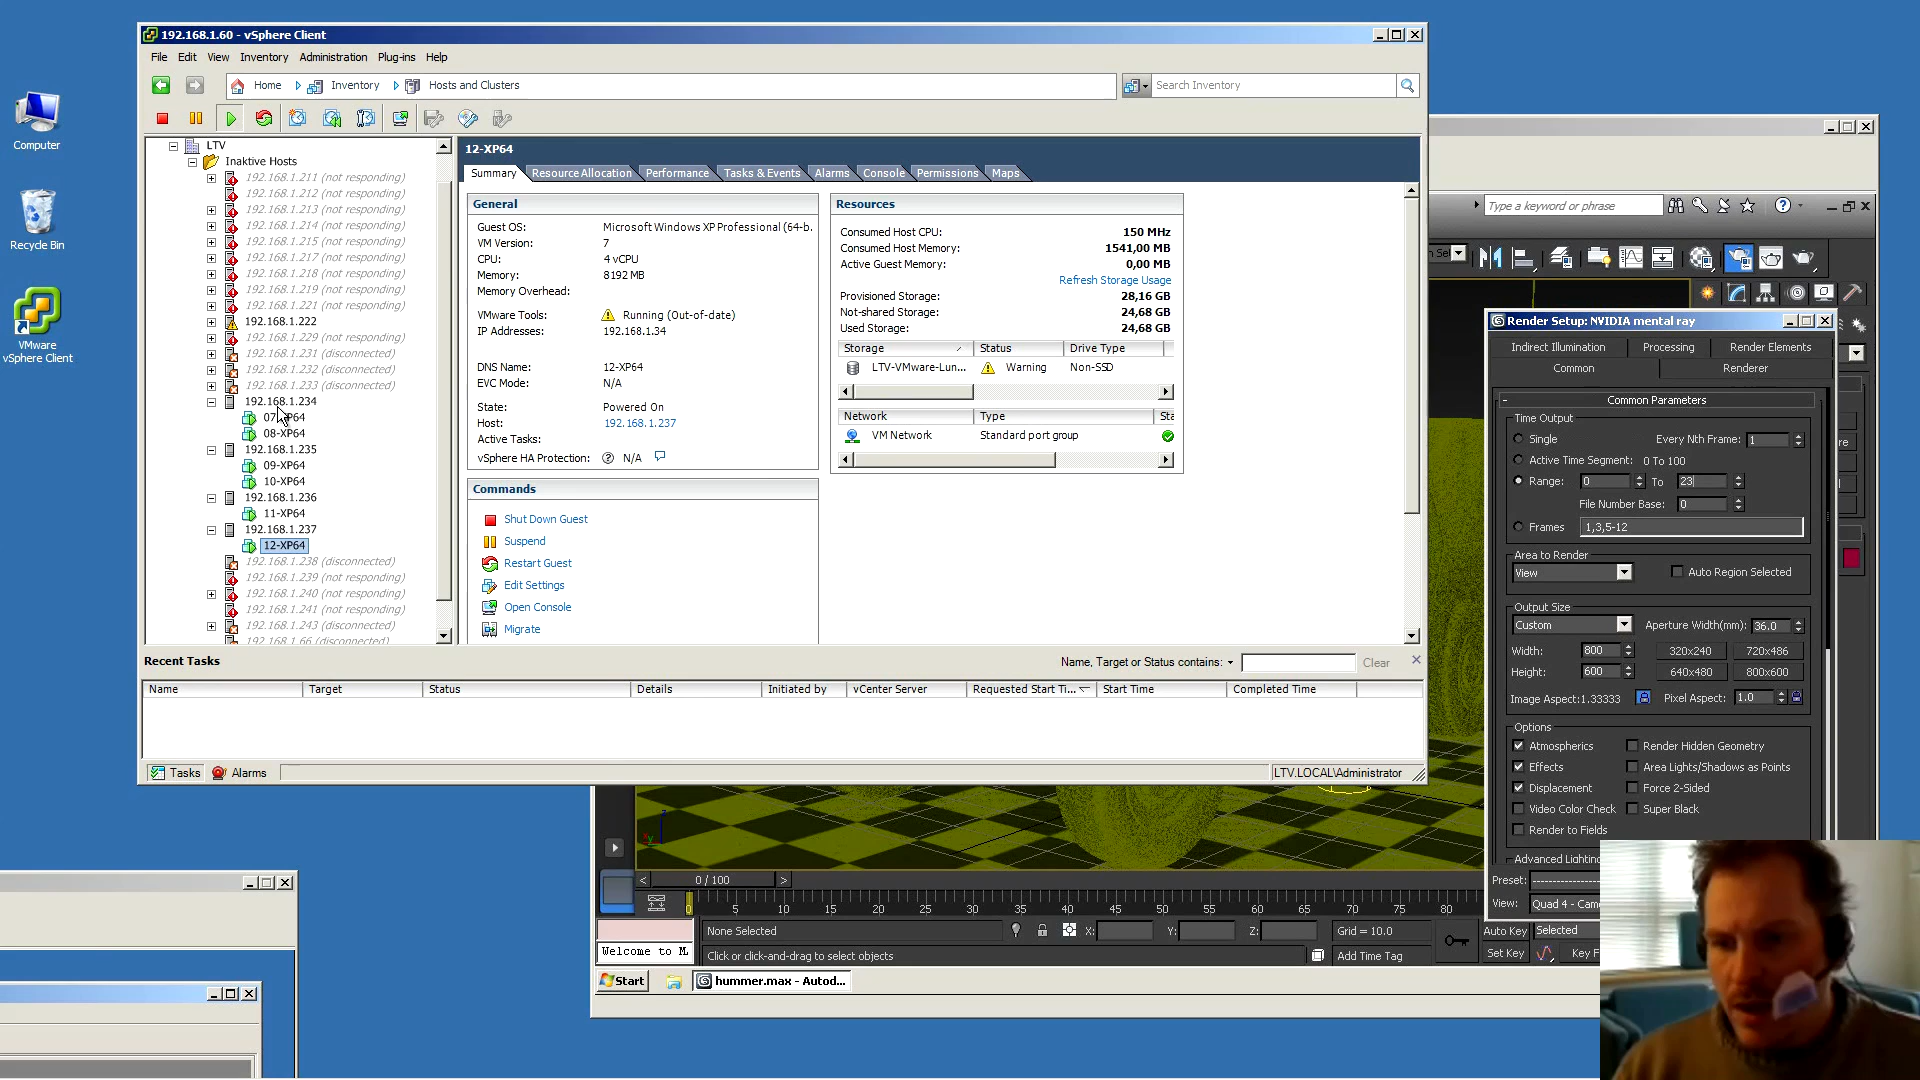 192.168.1.60 - vSphere Client
File Edit View Inventory Administration Plug-ins Help
Home Inventory Hosts and Clusters
Search Inventory
LTV
Inaktive Hosts
192.168.1.211 (not responding)
192.168.1.212 (not responding)
192.168.1.213 (not responding)
192.168.1.214 (not responding)
192.168.1.215 (not responding)
192.168.1.217 (not responding)
192.168.1.218 (not responding)
192.168.1.219 (not responding)
192.168.1.221 (not responding)
192.168.1.222
192.168.1.229 (not responding)
192.168.1.231 (disconnected)
192.168.1.232 (disconnected)
192.168.1.233 (disconnected)
192.168.1.234
07-XP64
08-XP64
192.168.1.235
09-XP64
10-XP64
192.168.1.236
11-XP64
192.168.1.237
12-XP64
192.168.1.238 (disconnected)
192.168.1.239 (not responding)
192.168.1.240 (not responding)
192.168.1.241 (not responding)
192.168.1.243 (disconnected)
192.168.1.66 (disconnected)
12-XP64
Summary Resource Allocation Performance Tasks & Events Alarms Console Permissions Maps
General
Guest OS: Microsoft Windows XP Professional (64-b.
VM Version: 7
CPU: 4 vCPU
Memory: 8192 MB
Memory Overhead:
VMware Tools: Running (Out-of-date)
IP Addresses: 192.168.1.34
DNS Name: 12-XP64
EVC Mode: N/A
State: Powered On
Host: 192.168.1.237
Active Tasks:
vSphere HA Protection: N/A
Commands
Shut Down Guest
Suspend
Restart Guest
Edit Settings
Open Console
Migrate
Resources
Consumed Host CPU: 150 MHz
Consumed Host Memory: 1541,00 MB
Active Guest Memory: 0,00 MB
Refresh Storage Usage
Provisioned Storage: 28,16 GB
Not-shared Storage: 24,68 GB
Used Storage: 24,68 GB
Storage Status Drive Type
LTV-VMware-Lun... Warning Non-SSD
Network Type Sta
VM Network Standard port group
Recent Tasks
Name, Target or Status contains: Clear
Name Target Status Details Initiated by vCenter Server Requested Start Ti... Start Time Completed Time
Tasks Alarms
LTV.LOCAL\Administrator
Computer
Recycle Bin
VMware
vSphere Client
Type a keyword or phrase
Render Setup: NVIDIA mental ray
Indirect Illumination Processing Render Elements
Common Renderer
Common Parameters
Time Output
Single Every Nth Frame: 1
Active Time Segment: 0 To 100
Range: 0 To 23
File Number Base: 0
Frames 1,3,5-12
Area to Render
View Auto Region Selected
Output Size
Custom Aperture Width(mm): 36.0
Width: 800 320x240 720x486
Height: 600 640x480 800x600
Image Aspect:1.33333 Pixel Aspect: 1.0
Options
Atmospherics Render Hidden Geometry
Effects Area Lights/Shadows as Points
Displacement Force 2-Sided
Video Color Check Super Black
Render to Fields
Advanced Lighting
Preset: ----------------
View: Quad 4 - Cam
0 / 100
0 5 10 15 20 25 30 35 40 45 50 55 60 65 70 75 80
None Selected X: Y: Z: Grid = 10.0 Auto Key Selected
Welcome to M. Click or click-and-drag to select objects Add Time Tag Set Key Key F
Start hummer.max - Autod...